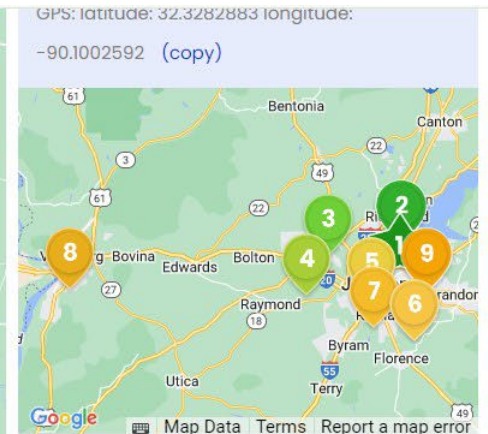 GPS: latitude: 32.3282883 longitude:
-90.1002592 (copy)
61
Bentonia
Canton
3
22
49
61
22
2
3
1
8
Bovina
Edwards
Bolton
4
5
9
27
20
Raymond
7
6
18
Byram
Florence
55
Utica
Terry
49
Google
Map Data
Terms
Report a map error